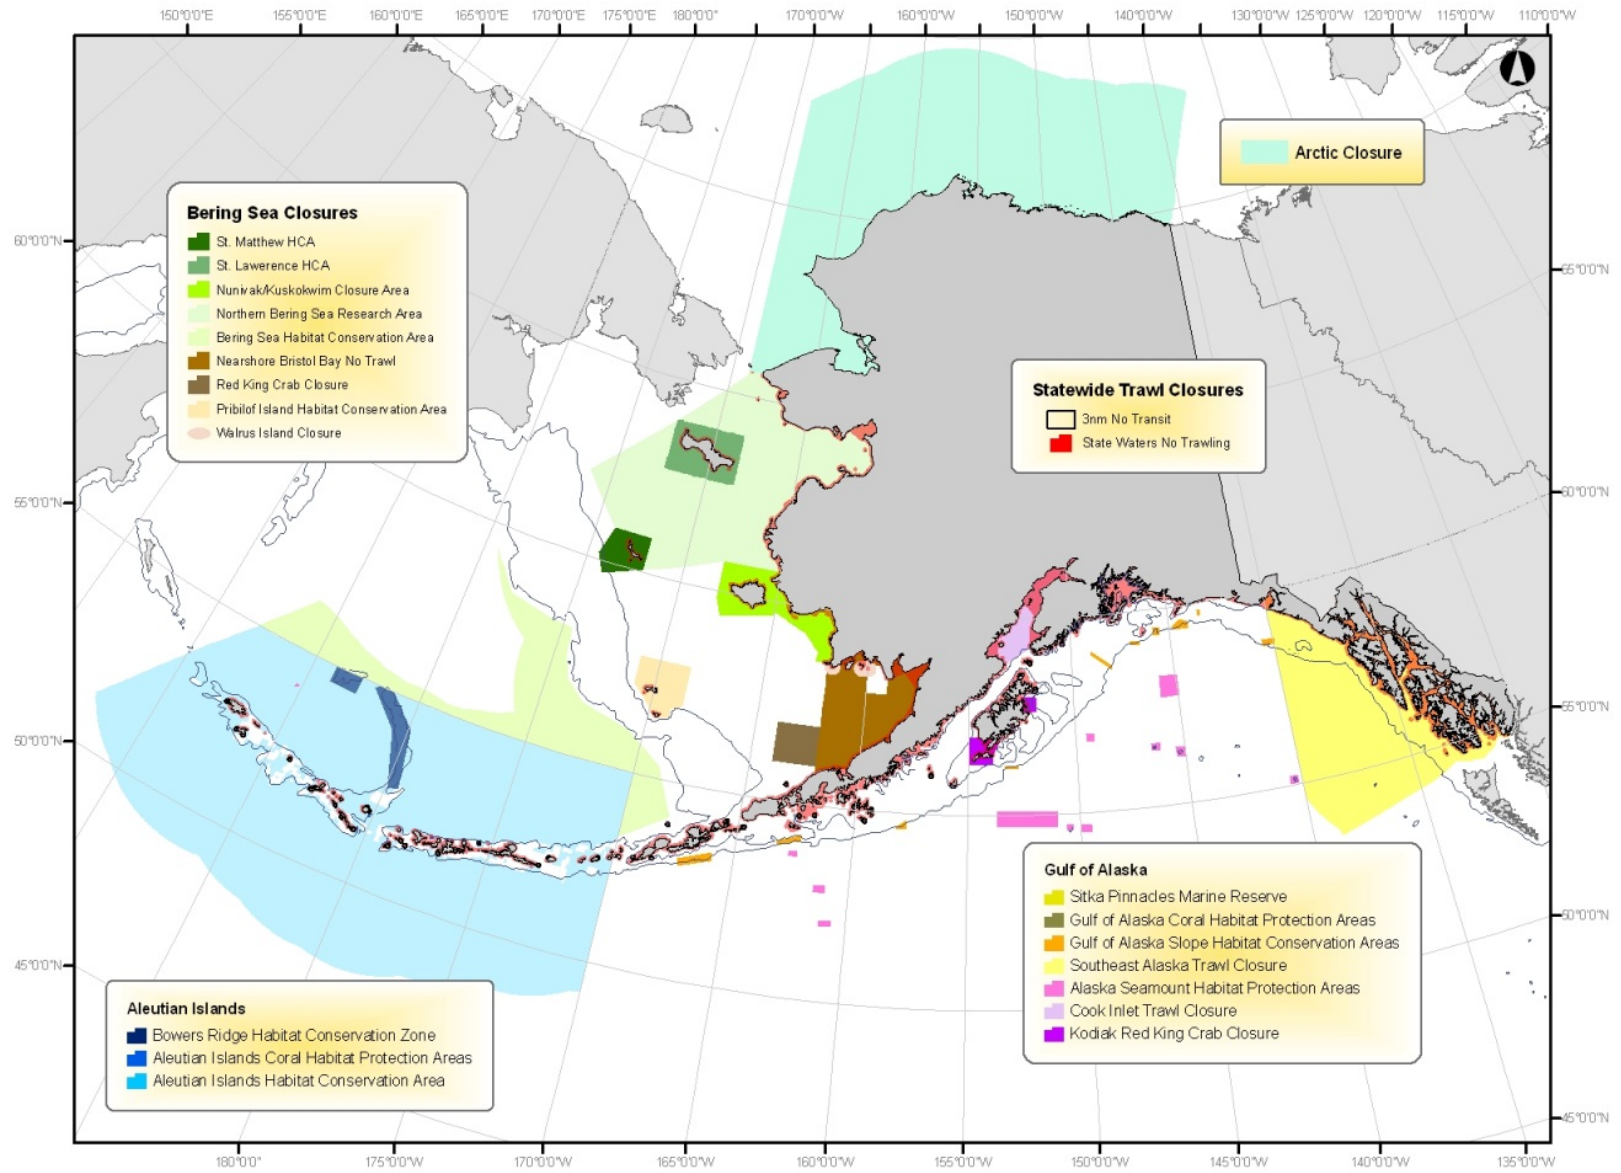 150°0'0"E 155°0'0"E 160°0'0"E 165°0'0"E 170°0'0"E 175°0'0"E 180°0'0" 170°0'0"W 160°0'0"W 150°0'0"W 140°0'0"W 130°0'0"W 125°0'0"W 120°0'0"W 115°0'0"W 110°0'0"W
Arctic Closure
Bering Sea Closures
St. Matthew HCA
St. Lawerence HCA
Nunivak/Kuskokwim Closure Area
Northern Bering Sea Research Area
Bering Sea Habitat Conservation Area
Nearshore Bristol Bay No Trawl
Red King Crab Closure
Pribilof Island Habitat Conservation Area
Walrus Island Closure
60°0'0"N
65°0'0"N
Statewide Trawl Closures
3nm No Transit
State Waters No Trawling
55°0'0"N
60°0'0"N
50°0'0"N
55°0'0"N
Gulf of Alaska
Sitka Pinnacles Marine Reserve
Gulf of Alaska Coral Habitat Protection Areas
Gulf of Alaska Slope Habitat Conservation Areas
Southeast Alaska Trawl Closure
Alaska Seamount Habitat Protection Areas
Cook Inlet Trawl Closure
Kodiak Red King Crab Closure
50°0'0"N
45°0'0"N
Aleutian Islands
Bowers Ridge Habitat Conservation Zone
Aleutian Islands Coral Habitat Protection Areas
Aleutian Islands Habitat Conservation Area
45°0'0"N
180°0'0" 175°0'0"W 170°0'0"W 165°0'0"W 160°0'0"W 155°0'0"W 150°0'0"W 145°0'0"W 140°0'0"W 135°0'0"W